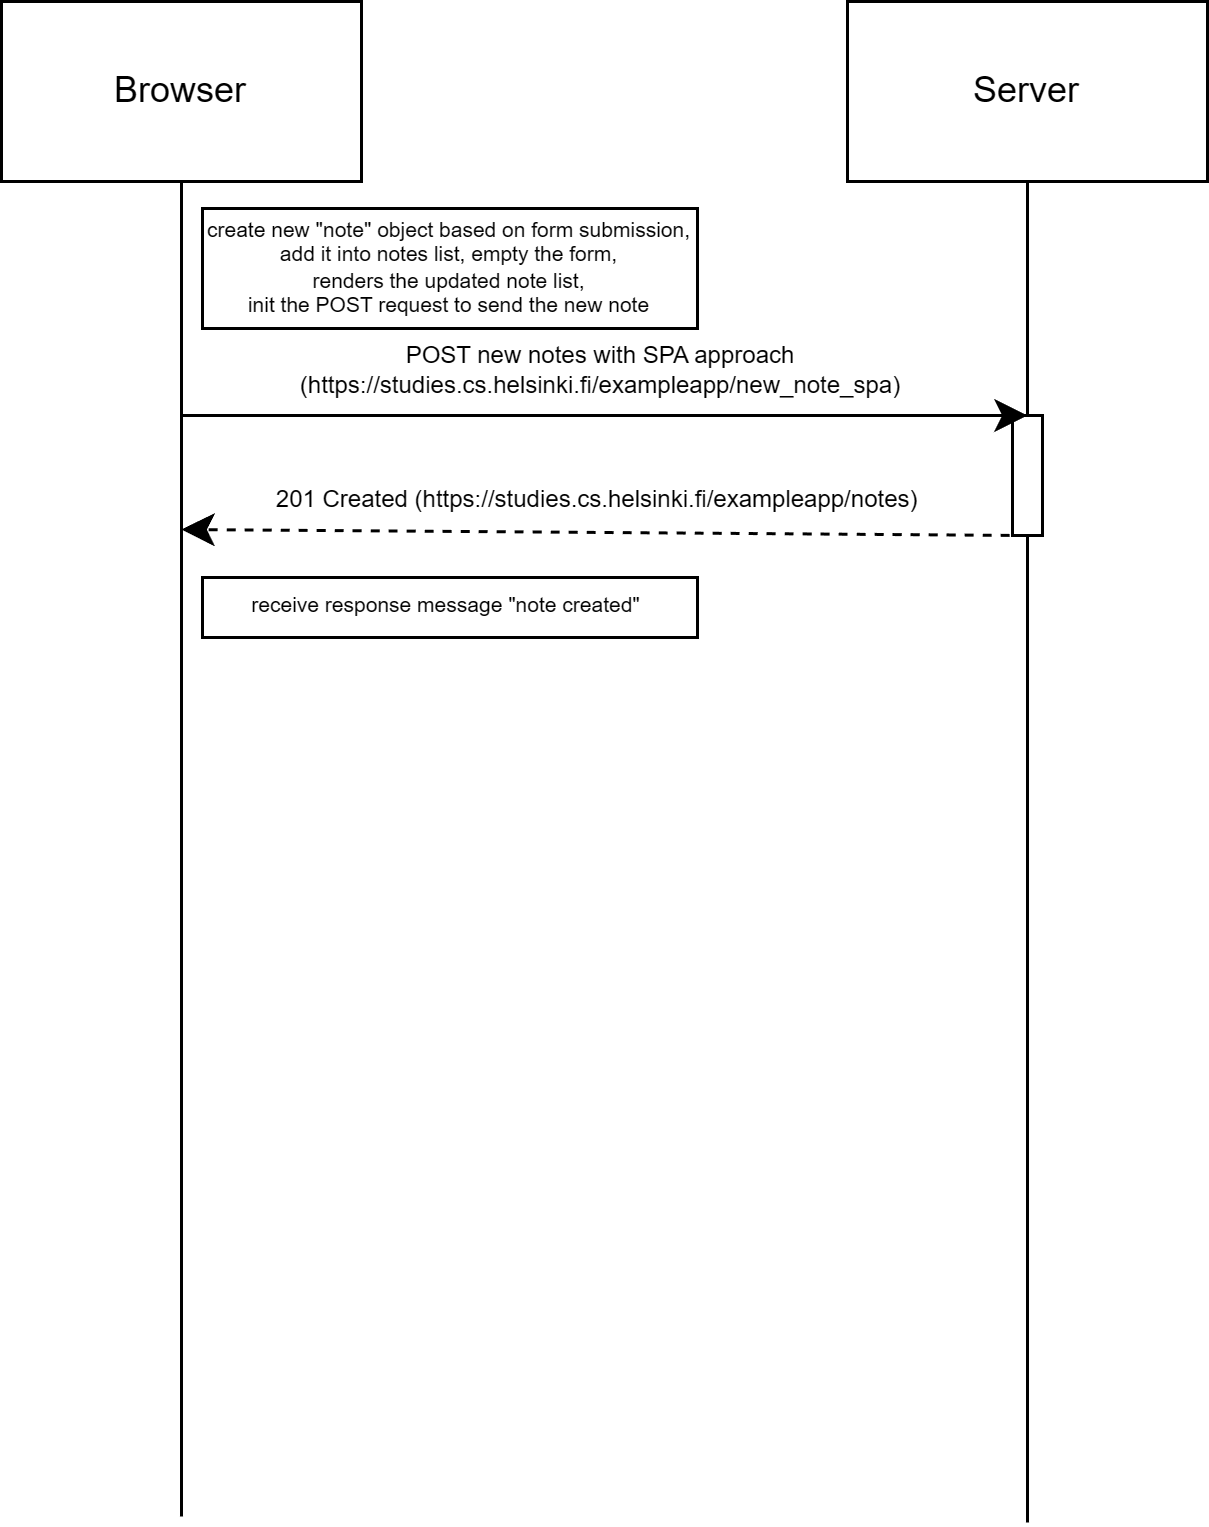 Browser
Server
create new "note" object based on form submission,
add it into notes list, empty the form,
renders the updated note list,
init the POST request to send the new note
POST new notes with SPA approach
(https://studies.cs.helsinki.fi/exampleapp/new_note_spa)
201 Created (https://studies.cs.helsinki.fi/exampleapp/notes)
receive response message "note created"